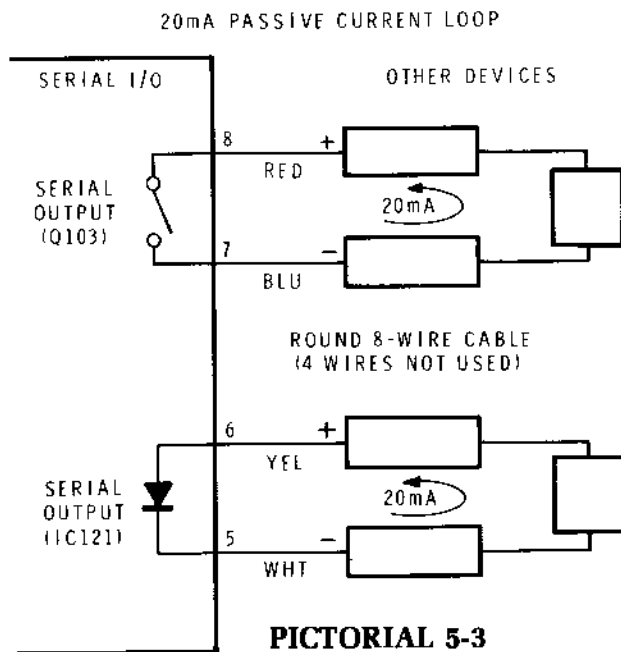 20mA PASSIVE CURRENT LOOP
SERIAL I/O
OTHER DEVICES
8
+
RED
SERIAL
OUTPUT
(Q103)
20mA
7
−
BLU
ROUND 8-WIRE CABLE
(4 WIRES NOT USED)
6
+
YEL
SERIAL
OUTPUT
(IC121)
20mA
5
−
WHT
PICTORIAL 5-3